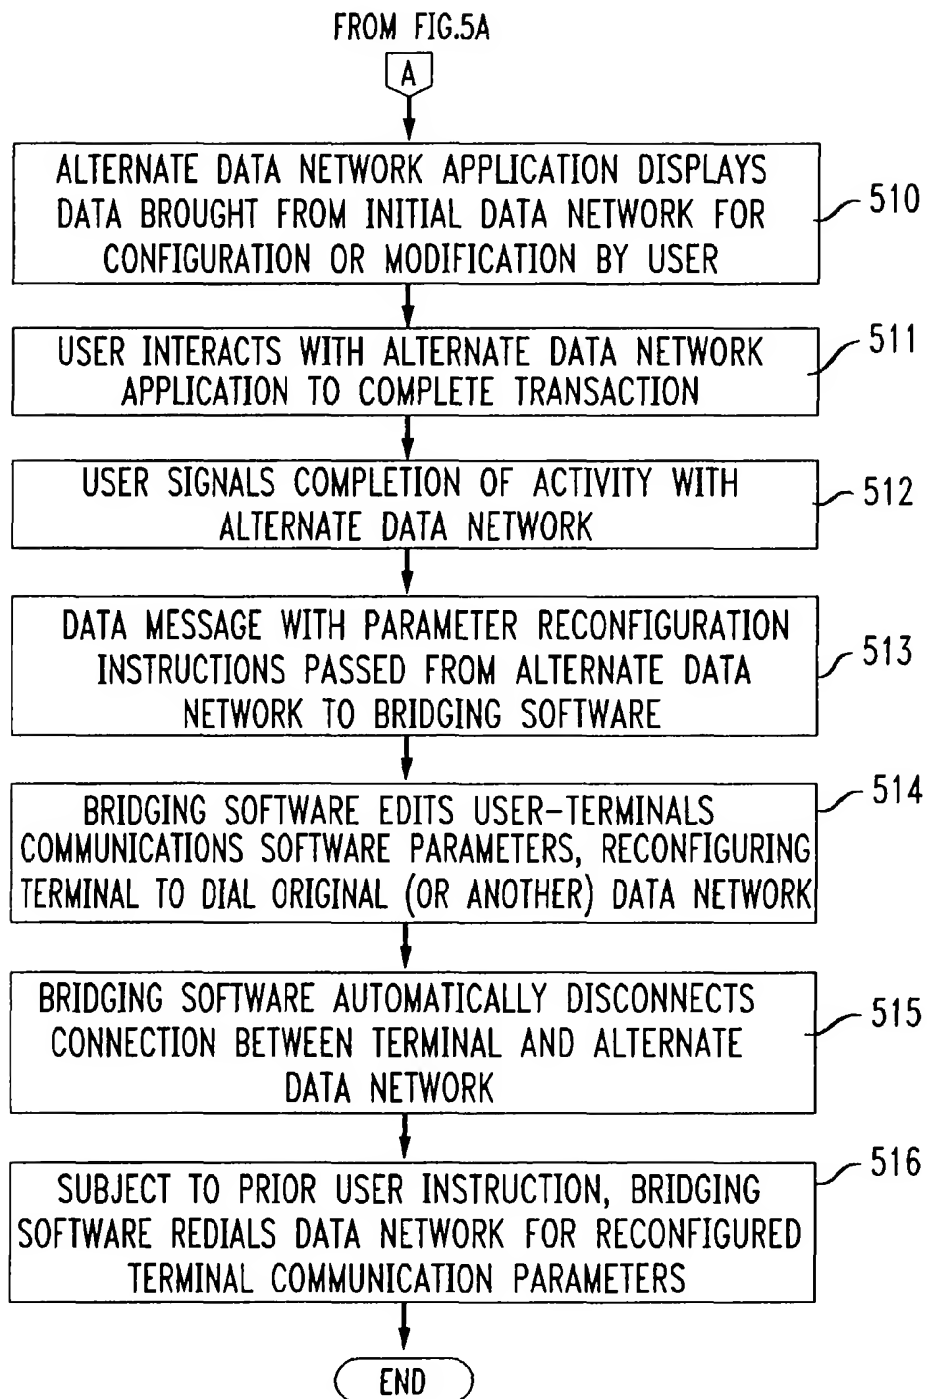 FROM FIG.5A
A
ALTERNATE DATA NETWORK APPLICATION DISPLAYS
DATA BROUGHT FROM INITIAL DATA NETWORK FOR
CONFIGURATION OR MODIFICATION BY USER
510
USER INTERACTS WITH ALTERNATE DATA NETWORK
APPLICATION TO COMPLETE TRANSACTION
511
USER SIGNALS COMPLETION OF ACTIVITY WITH
ALTERNATE DATA NETWORK
512
DATA MESSAGE WITH PARAMETER RECONFIGURATION
INSTRUCTIONS PASSED FROM ALTERNATE DATA
NETWORK TO BRIDGING SOFTWARE
513
BRIDGING SOFTWARE EDITS USER-TERMINALS
COMMUNICATIONS SOFTWARE PARAMETERS, RECONFIGURING
TERMINAL TO DIAL ORIGINAL (OR ANOTHER) DATA NETWORK
514
BRIDGING SOFTWARE AUTOMATICALLY DISCONNECTS
CONNECTION BETWEEN TERMINAL AND ALTERNATE
DATA NETWORK
515
SUBJECT TO PRIOR USER INSTRUCTION, BRIDGING
SOFTWARE REDIALS DATA NETWORK FOR RECONFIGURED
TERMINAL COMMUNICATION PARAMETERS
516
END